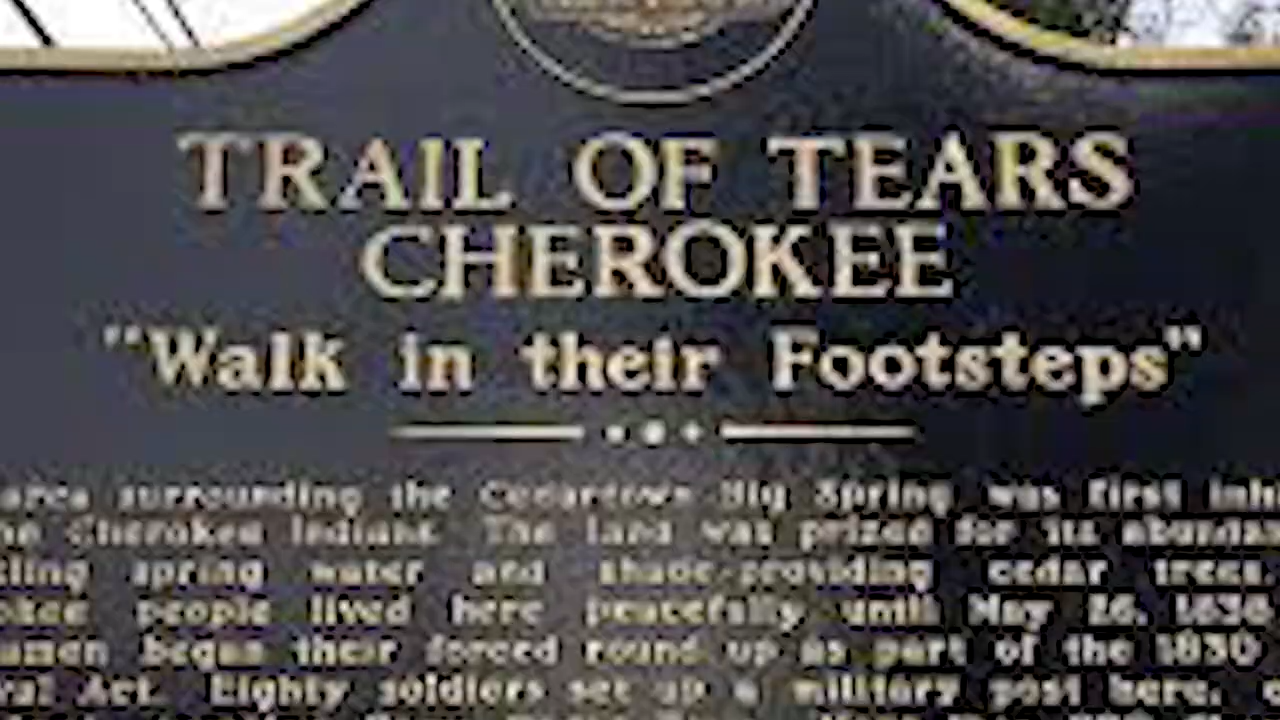 TRAIL OF TEARS
CHEROKEE
"Walk in their Footsteps"
area surrounding the Cedartown Big Spring was first
Cherokee Indians. The land was prized for its
spring water and shade-providing cedar trees.
people lived here peacefully until May 26, 1838
began their forced round up as part of the 1830
Act. Eighty soldiers set up a military post here.